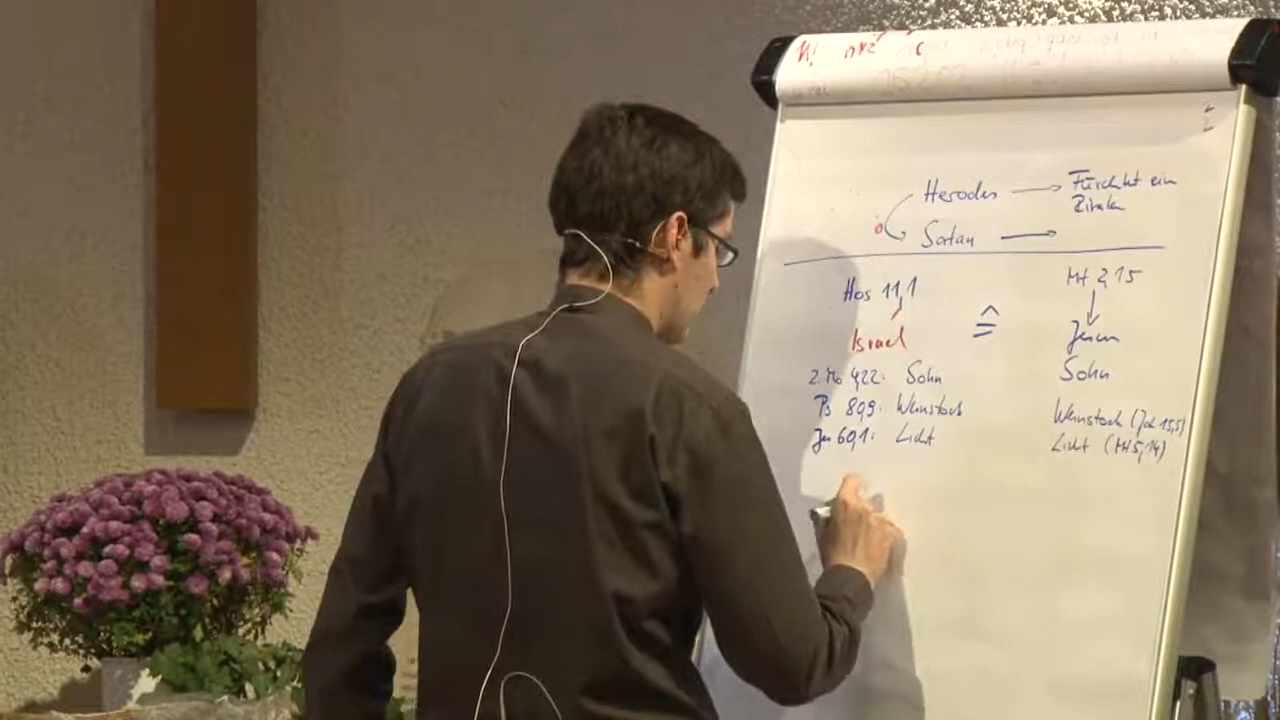 Herodes → Fürchtet ein
Rivalen
Satan →
Hos 11,1 Mt 2,15
≙
Israel Jesus
2. Mo 4,22: Sohn Sohn
Ps 80,9: Weinstock Weinstock (Joh 15,5)
Jes 60,1: Licht Licht (Mt 5,14)